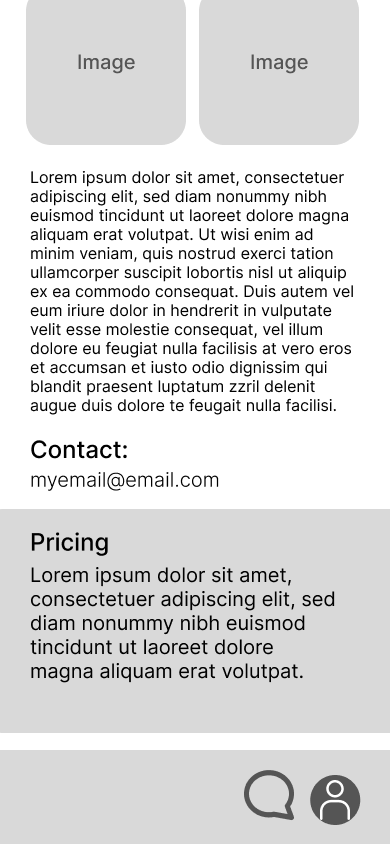 Image Image
Lorem ipsum dolor sit amet, consectetuer
adipiscing elit, sed diam nonummy nibh
euismod tincidunt ut laoreet dolore magna
aliquam erat volutpat. Ut wisi enim ad
minim veniam, quis nostrud exerci tation
ullamcorper suscipit lobortis nisl ut aliquip
ex ea commodo consequat. Duis autem vel
eum iriure dolor in hendrerit in vulputate
velit esse molestie consequat, vel illum
dolore eu feugiat nulla facilisis at vero eros
et accumsan et iusto odio dignissim qui
blandit praesent luptatum zzril delenit
augue duis dolore te feugait nulla facilisi.
Contact:
myemail@email.com
Pricing
Lorem ipsum dolor sit amet,
consectetuer adipiscing elit, sed
diam nonummy nibh euismod
tincidunt ut laoreet dolore
magna aliquam erat volutpat.